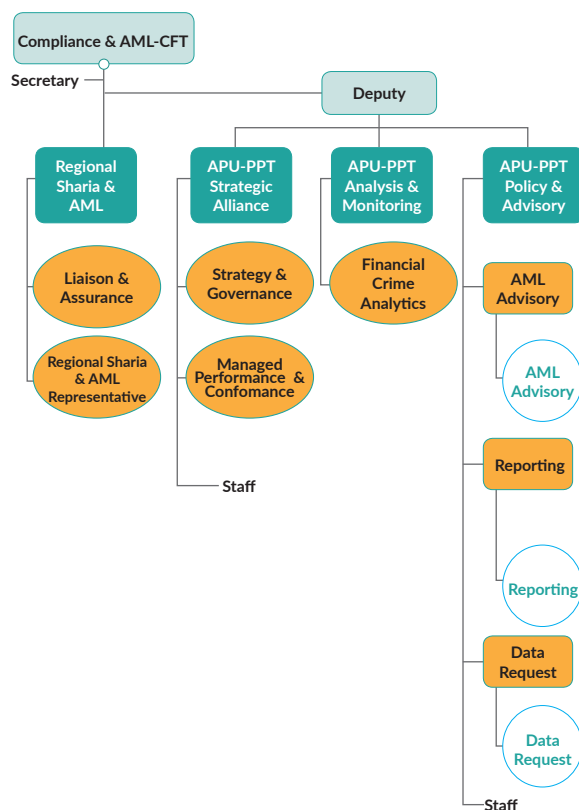 Compliance & AML-CFT
Secretary
Deputy
Regional
Sharia &
AML
APU-PPT
Strategic
Alliance
APU-PPT
Analysis &
Monitoring
APU-PPT
Policy &
Advisory
Liaison &
Assurance
Regional Sharia
& AML
Representative
Strategy &
Governance
Managed
Performance &
Confomance
Staff
Financial
Crime
Analytics
AML
Advisory
AML
Advisory
Reporting
Reporting
Data
Request
Data
Request
Staff